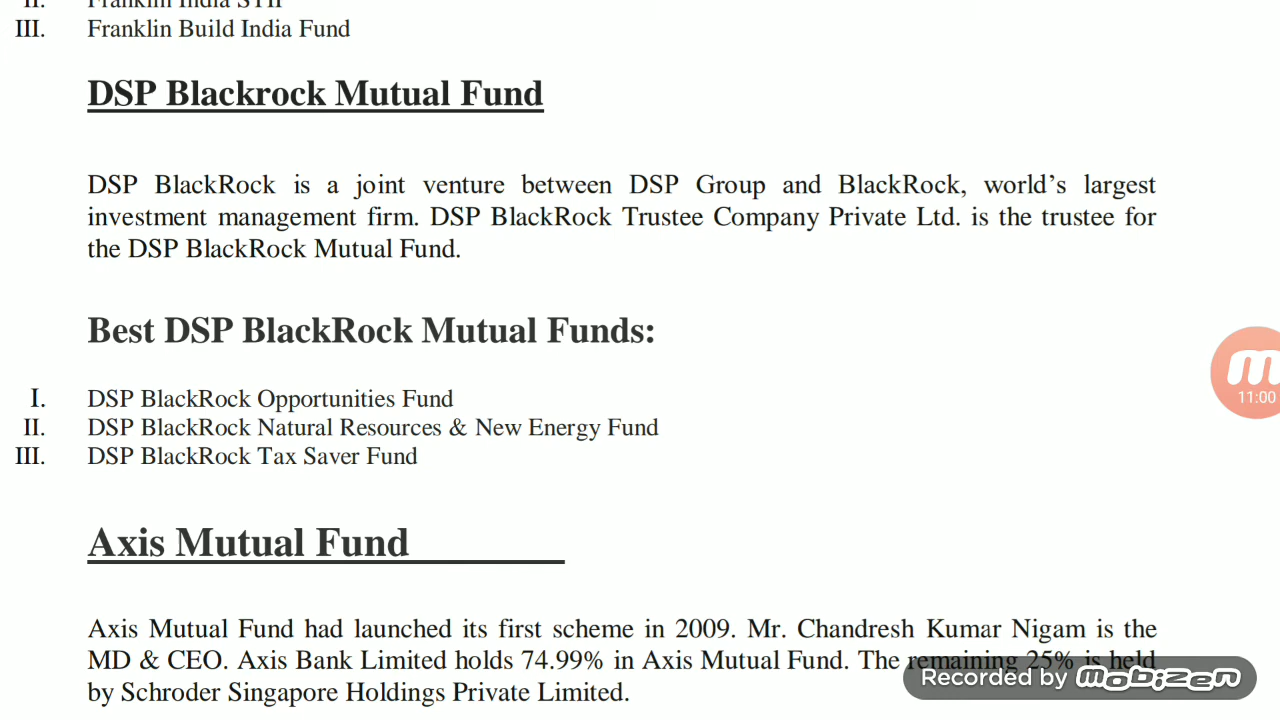 II. Franklin India STIP
III. Franklin Build India Fund
DSP Blackrock Mutual Fund
DSP BlackRock is a joint venture between DSP Group and BlackRock, world’s largest
investment management firm. DSP BlackRock Trustee Company Private Ltd. is the trustee for
the DSP BlackRock Mutual Fund.
Best DSP BlackRock Mutual Funds:
I. DSP BlackRock Opportunities Fund
II. DSP BlackRock Natural Resources & New Energy Fund
III. DSP BlackRock Tax Saver Fund
11:00
Axis Mutual Fund
Axis Mutual Fund had launched its first scheme in 2009. Mr. Chandresh Kumar Nigam is the
MD & CEO. Axis Bank Limited holds 74.99% in Axis Mutual Fund. The remaining 25% is held
by Schroder Singapore Holdings Private Limited.
Recorded by mobizen